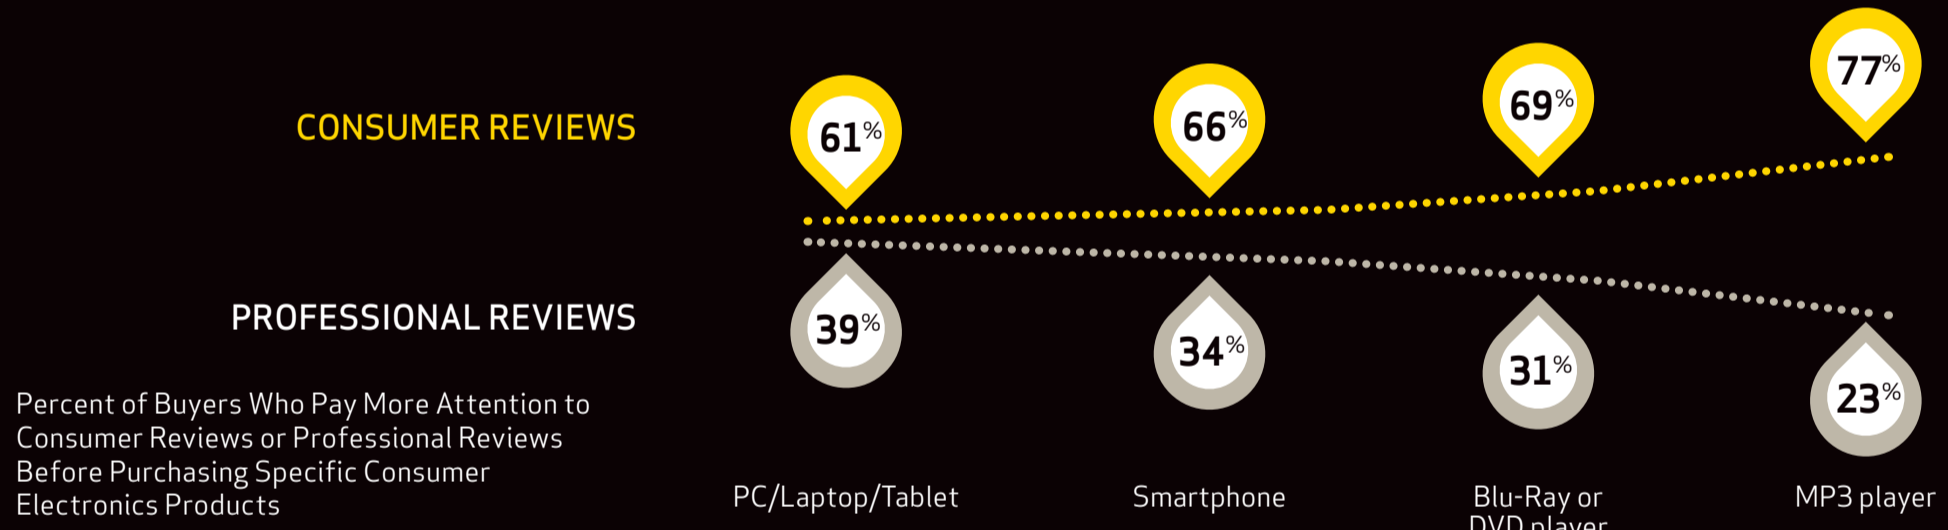 CONSUMER REVIEWS
61%
66%
69%
77%
PROFESSIONAL REVIEWS
39%
34%
31%
23%
Percent of Buyers Who Pay More Attention to
Consumer Reviews or Professional Reviews
Before Purchasing Specific Consumer
Electronics Products
PC/Laptop/Tablet
Smartphone
Blu-Ray or
DVD player
MP3 player